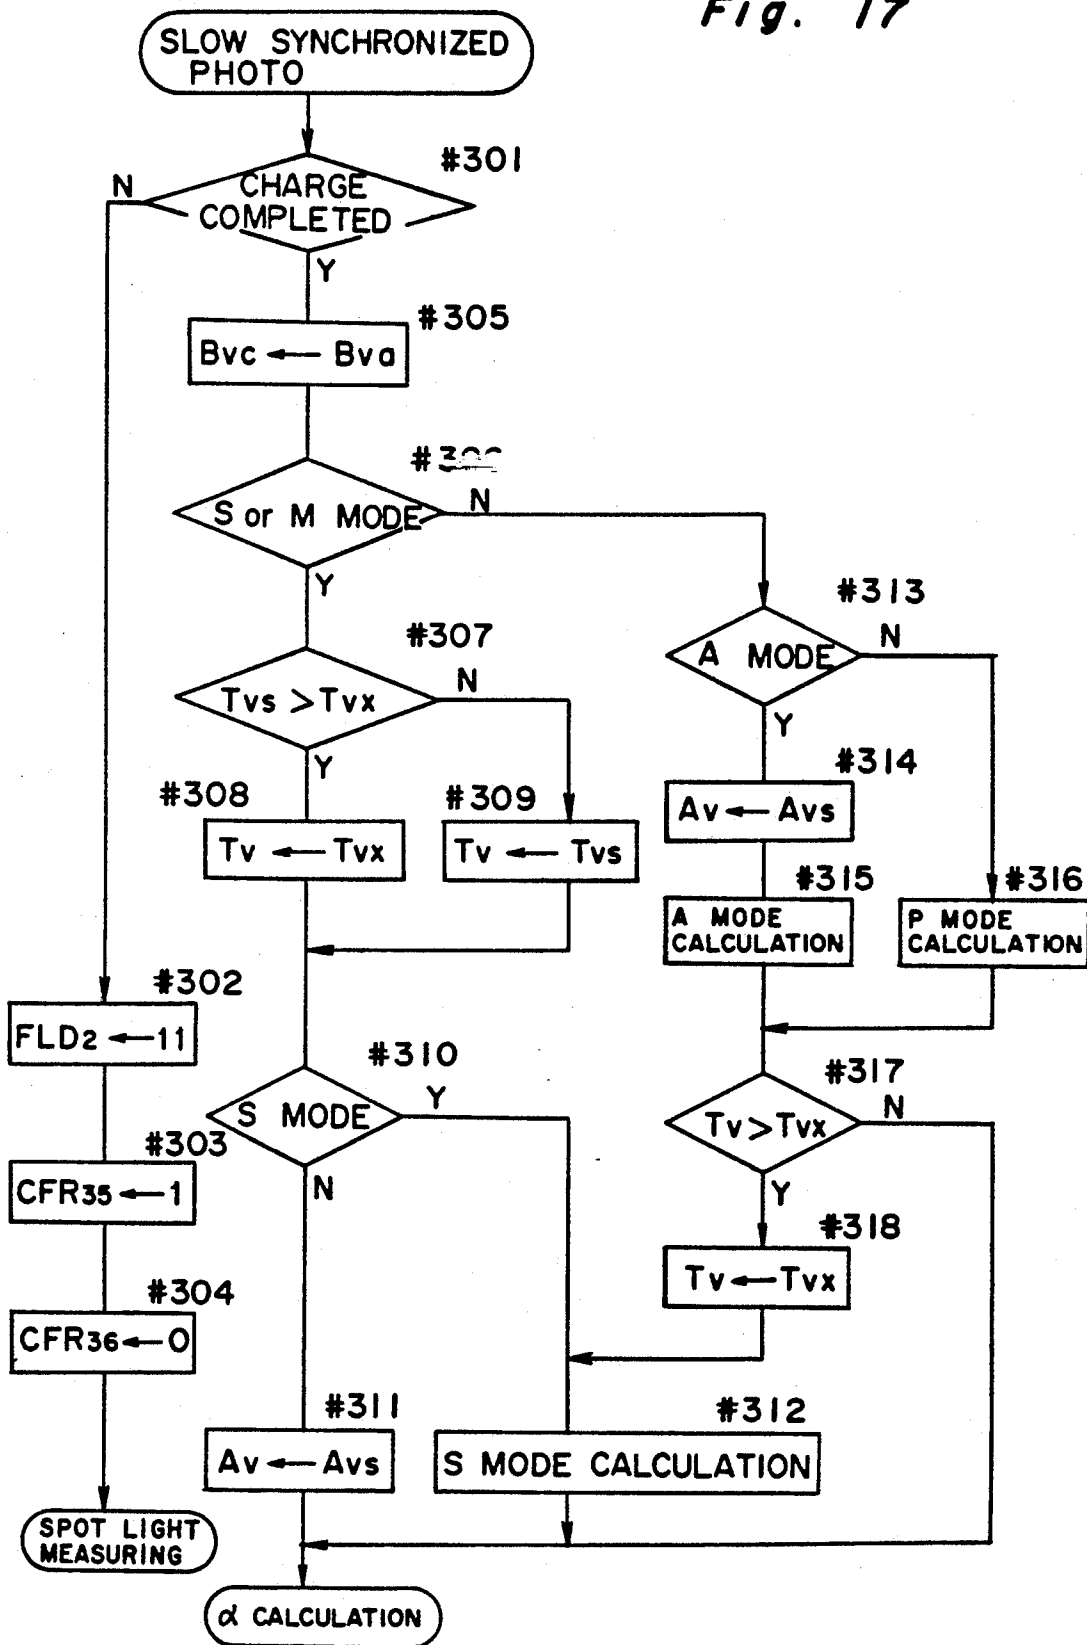 Fig. 17
SLOW SYNCHRONIZED
PHOTO
#301
N
CHARGE
COMPLETED
Y
#305
Bvc ← Bva
S or M MODE
N
Y
#313
#307
A MODE
N
Tvs > Tvx
N
Y
Y
#314
#308
#309
Av ← Avs
Tv ← Tvx
Tv ← Tvs
#315
#316
A MODE
CALCULATION
P MODE
CALCULATION
#302
FLD2 ← 11
#310
#317
S MODE
Y
Tv > Tvx
N
#303
CFR35 ← 1
N
Y
#318
Tv ← Tvx
#304
CFR36 ← 0
#311
#312
Av ← Avs
S MODE CALCULATION
SPOT LIGHT
MEASURING
α CALCULATION